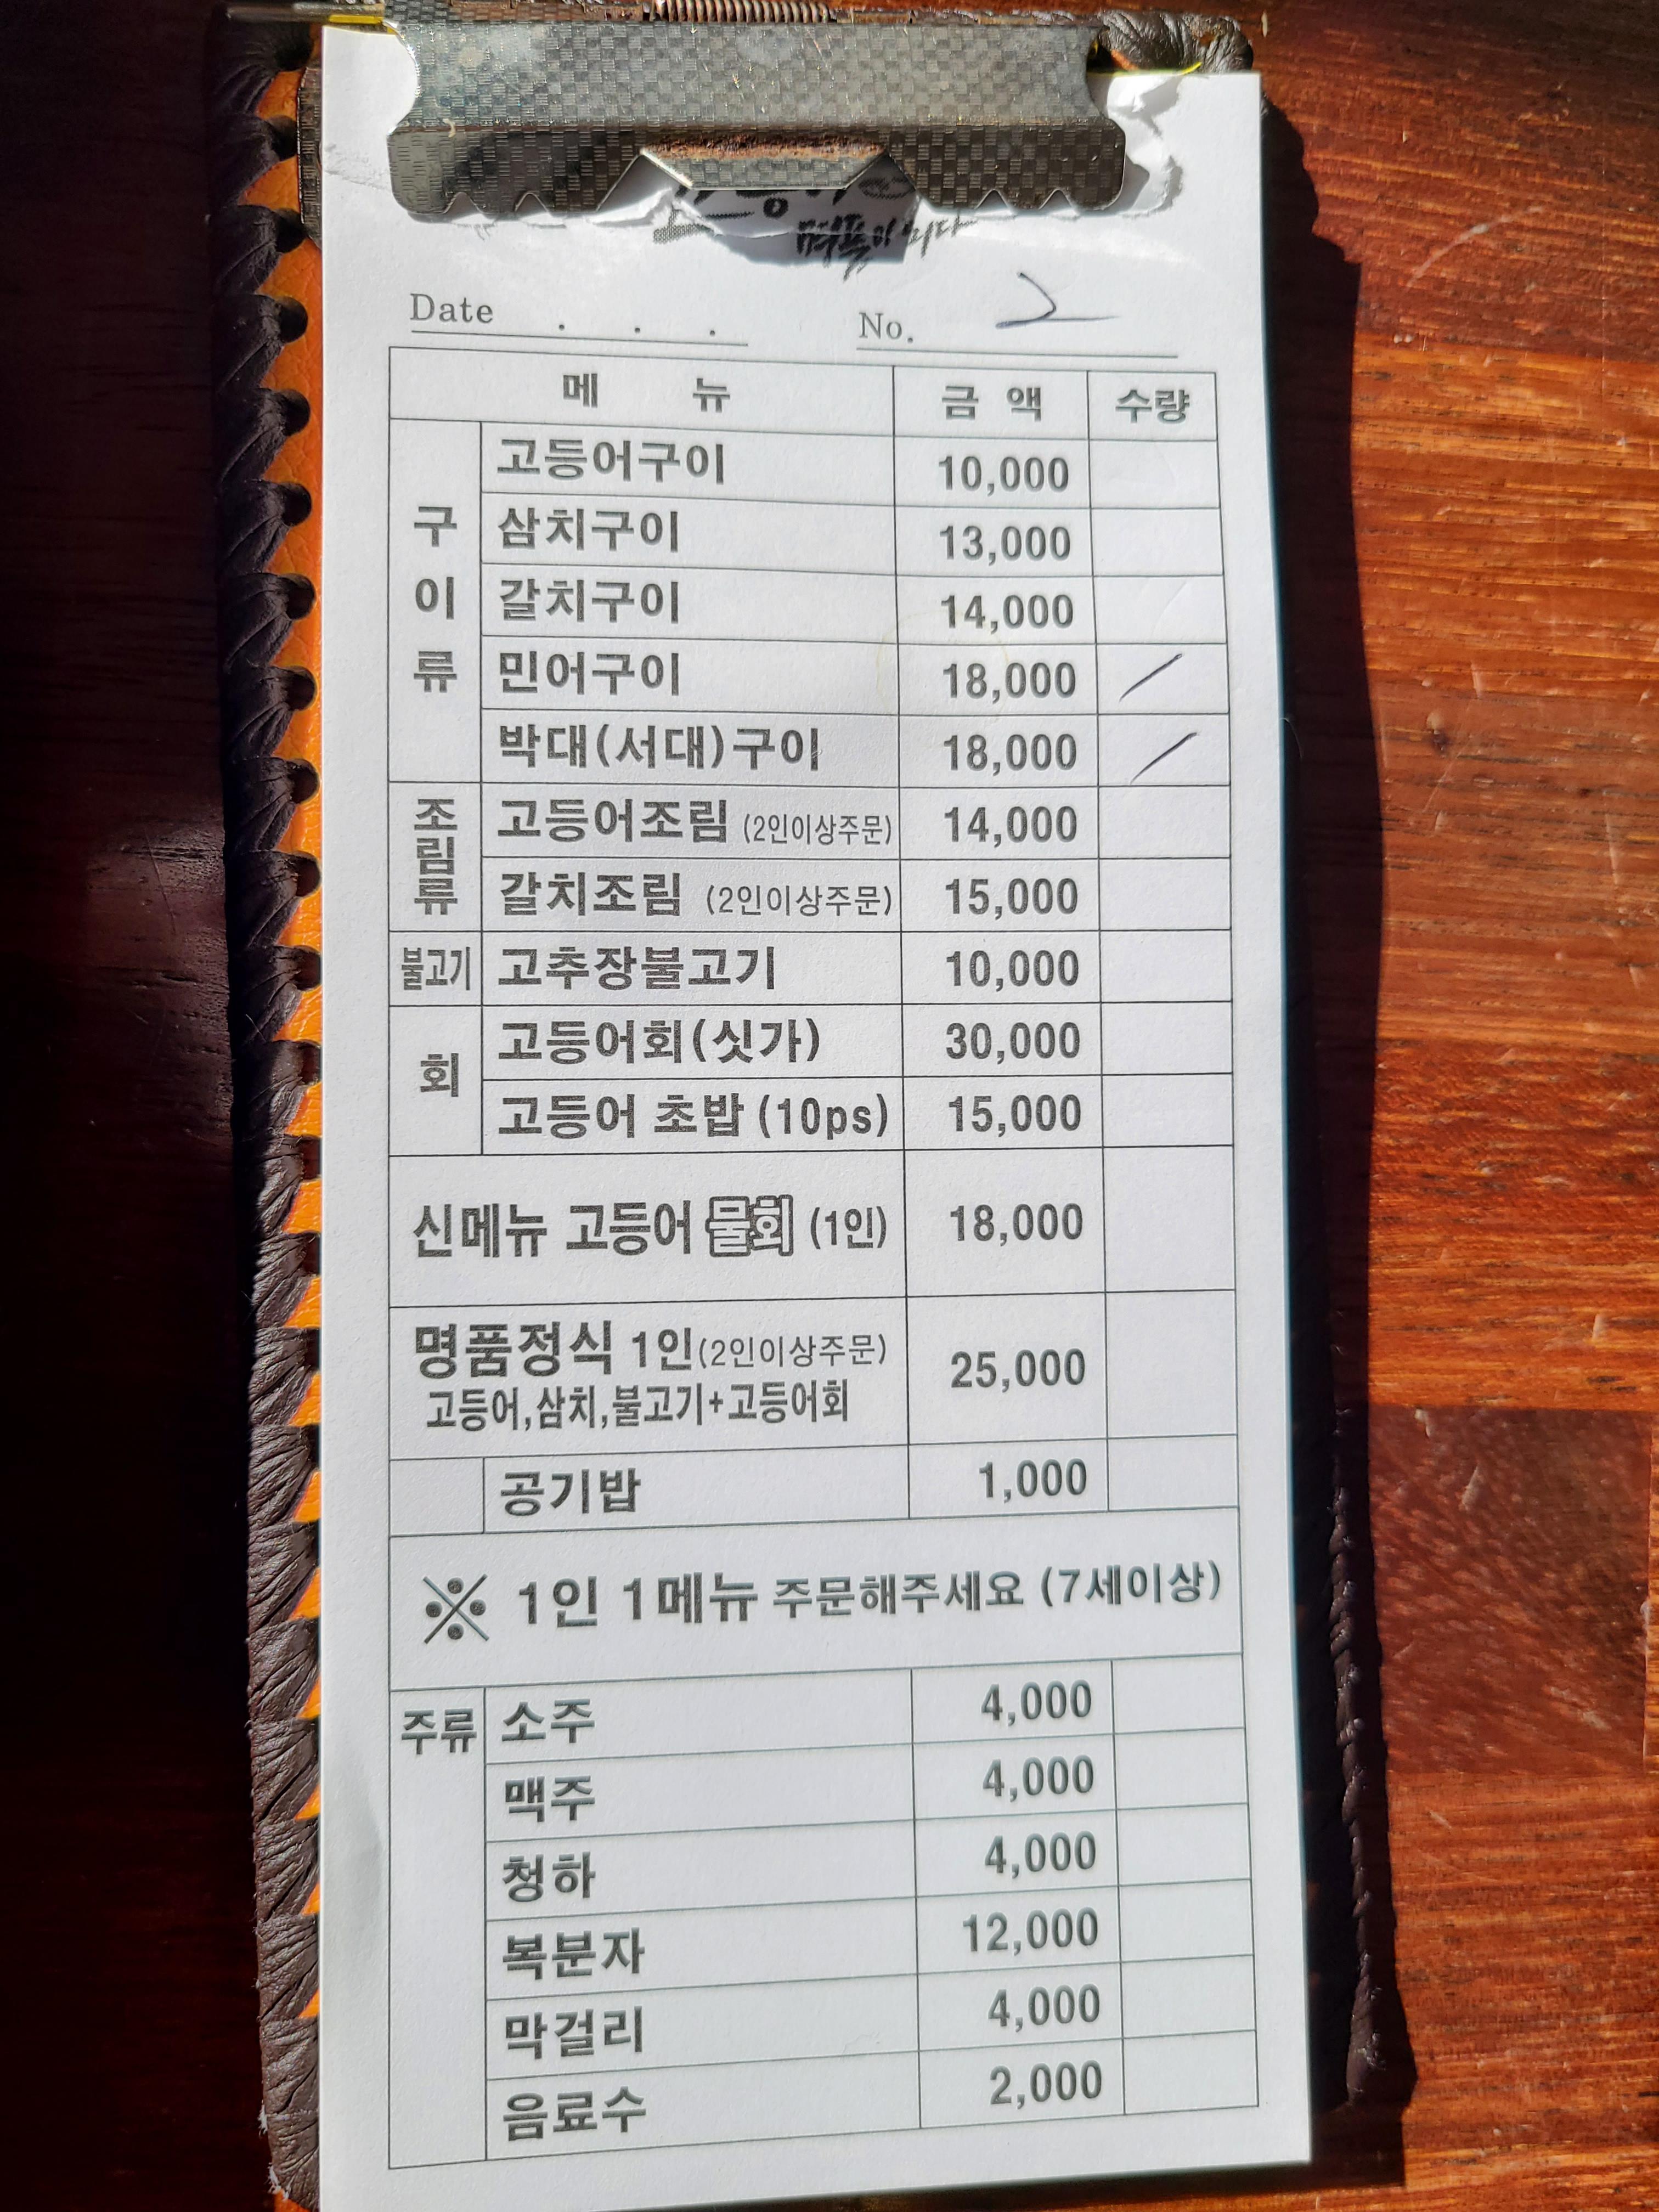 명품이 되다
Date . . . No. 2
메 뉴 금 액 수량
구이류
고등어구이 10,000
삼치구이 13,000
갈치구이 14,000
민어구이 18,000 /
박대(서대)구이 18,000 /
조림류
고등어조림 (2인이상주문) 14,000
갈치조림 (2인이상주문) 15,000
불고기 고추장불고기 10,000
회
고등어회(싯가) 30,000
고등어 초밥 (10ps) 15,000
신메뉴 고등어 물회 (1인) 18,000
명품정식 1인(2인이상주문) 25,000
고등어,삼치,불고기+고등어회
공기밥 1,000
※ 1인 1메뉴 주문해주세요 (7세이상)
주류 소주 4,000
맥주 4,000
청하 4,000
복분자 12,000
막걸리 4,000
음료수 2,000